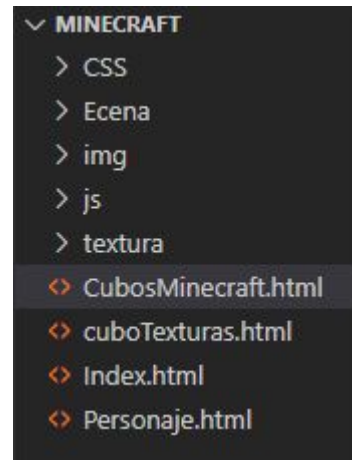 MINECRAFT
CSS
Ecena
img
js
textura
CubosMinecraft.html
cuboTexturas.html
Index.html
Personaje.html